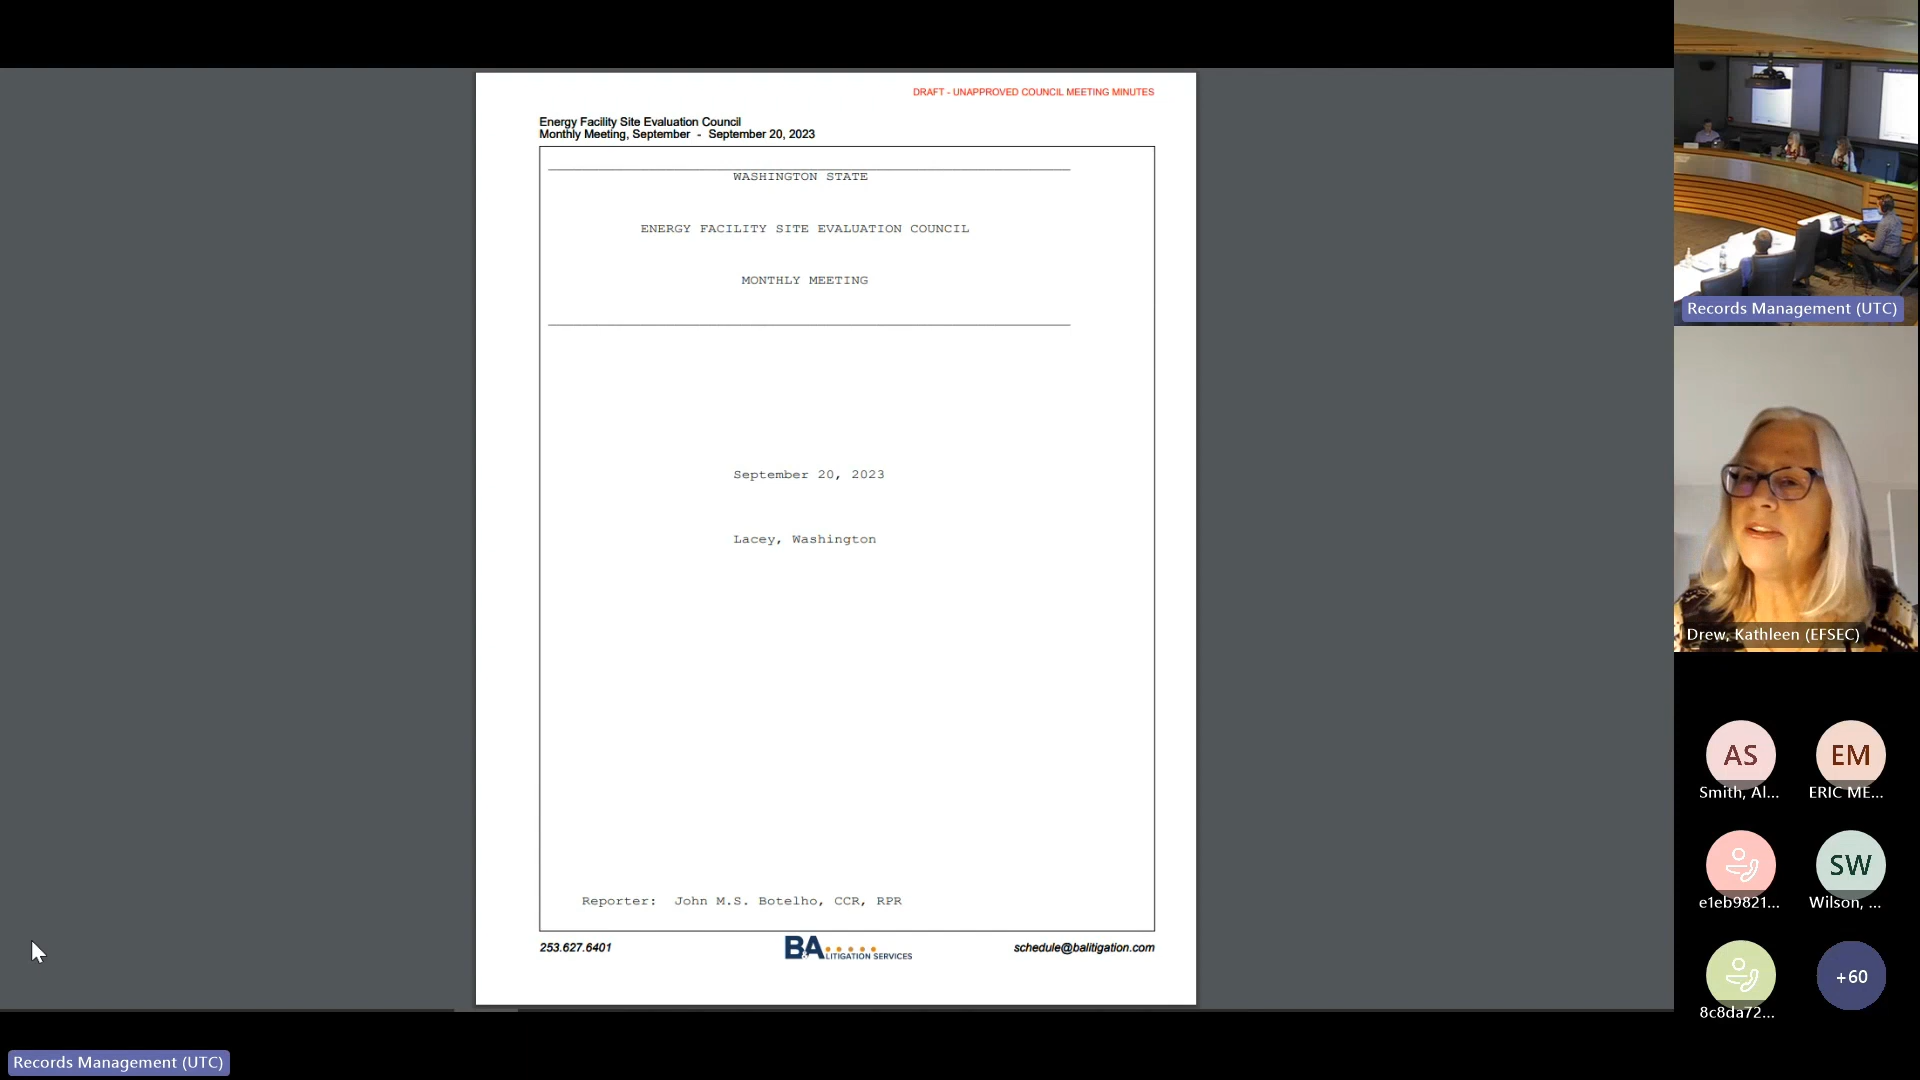 DRAFT - UNAPPROVED COUNCIL MEETING MINUTES
Energy Facility Site Evaluation Council
Monthly Meeting, September - September 20, 2023
WASHINGTON STATE
ENERGY FACILITY SITE EVALUATION COUNCIL
MONTHLY MEETING
September 20, 2023
Lacey, Washington
Reporter: John M.S. Botelho, CCR, RPR
253.627.6401
B&A LITIGATION SERVICES
schedule@balitigation.com
Records Management (UTC)
Records Management (UTC)
Drew, Kathleen (EFSEC)
AS
Smith, Al...
EM
ERIC ME...
e1eb9821...
SW
Wilson, ...
8c8da72...
+60